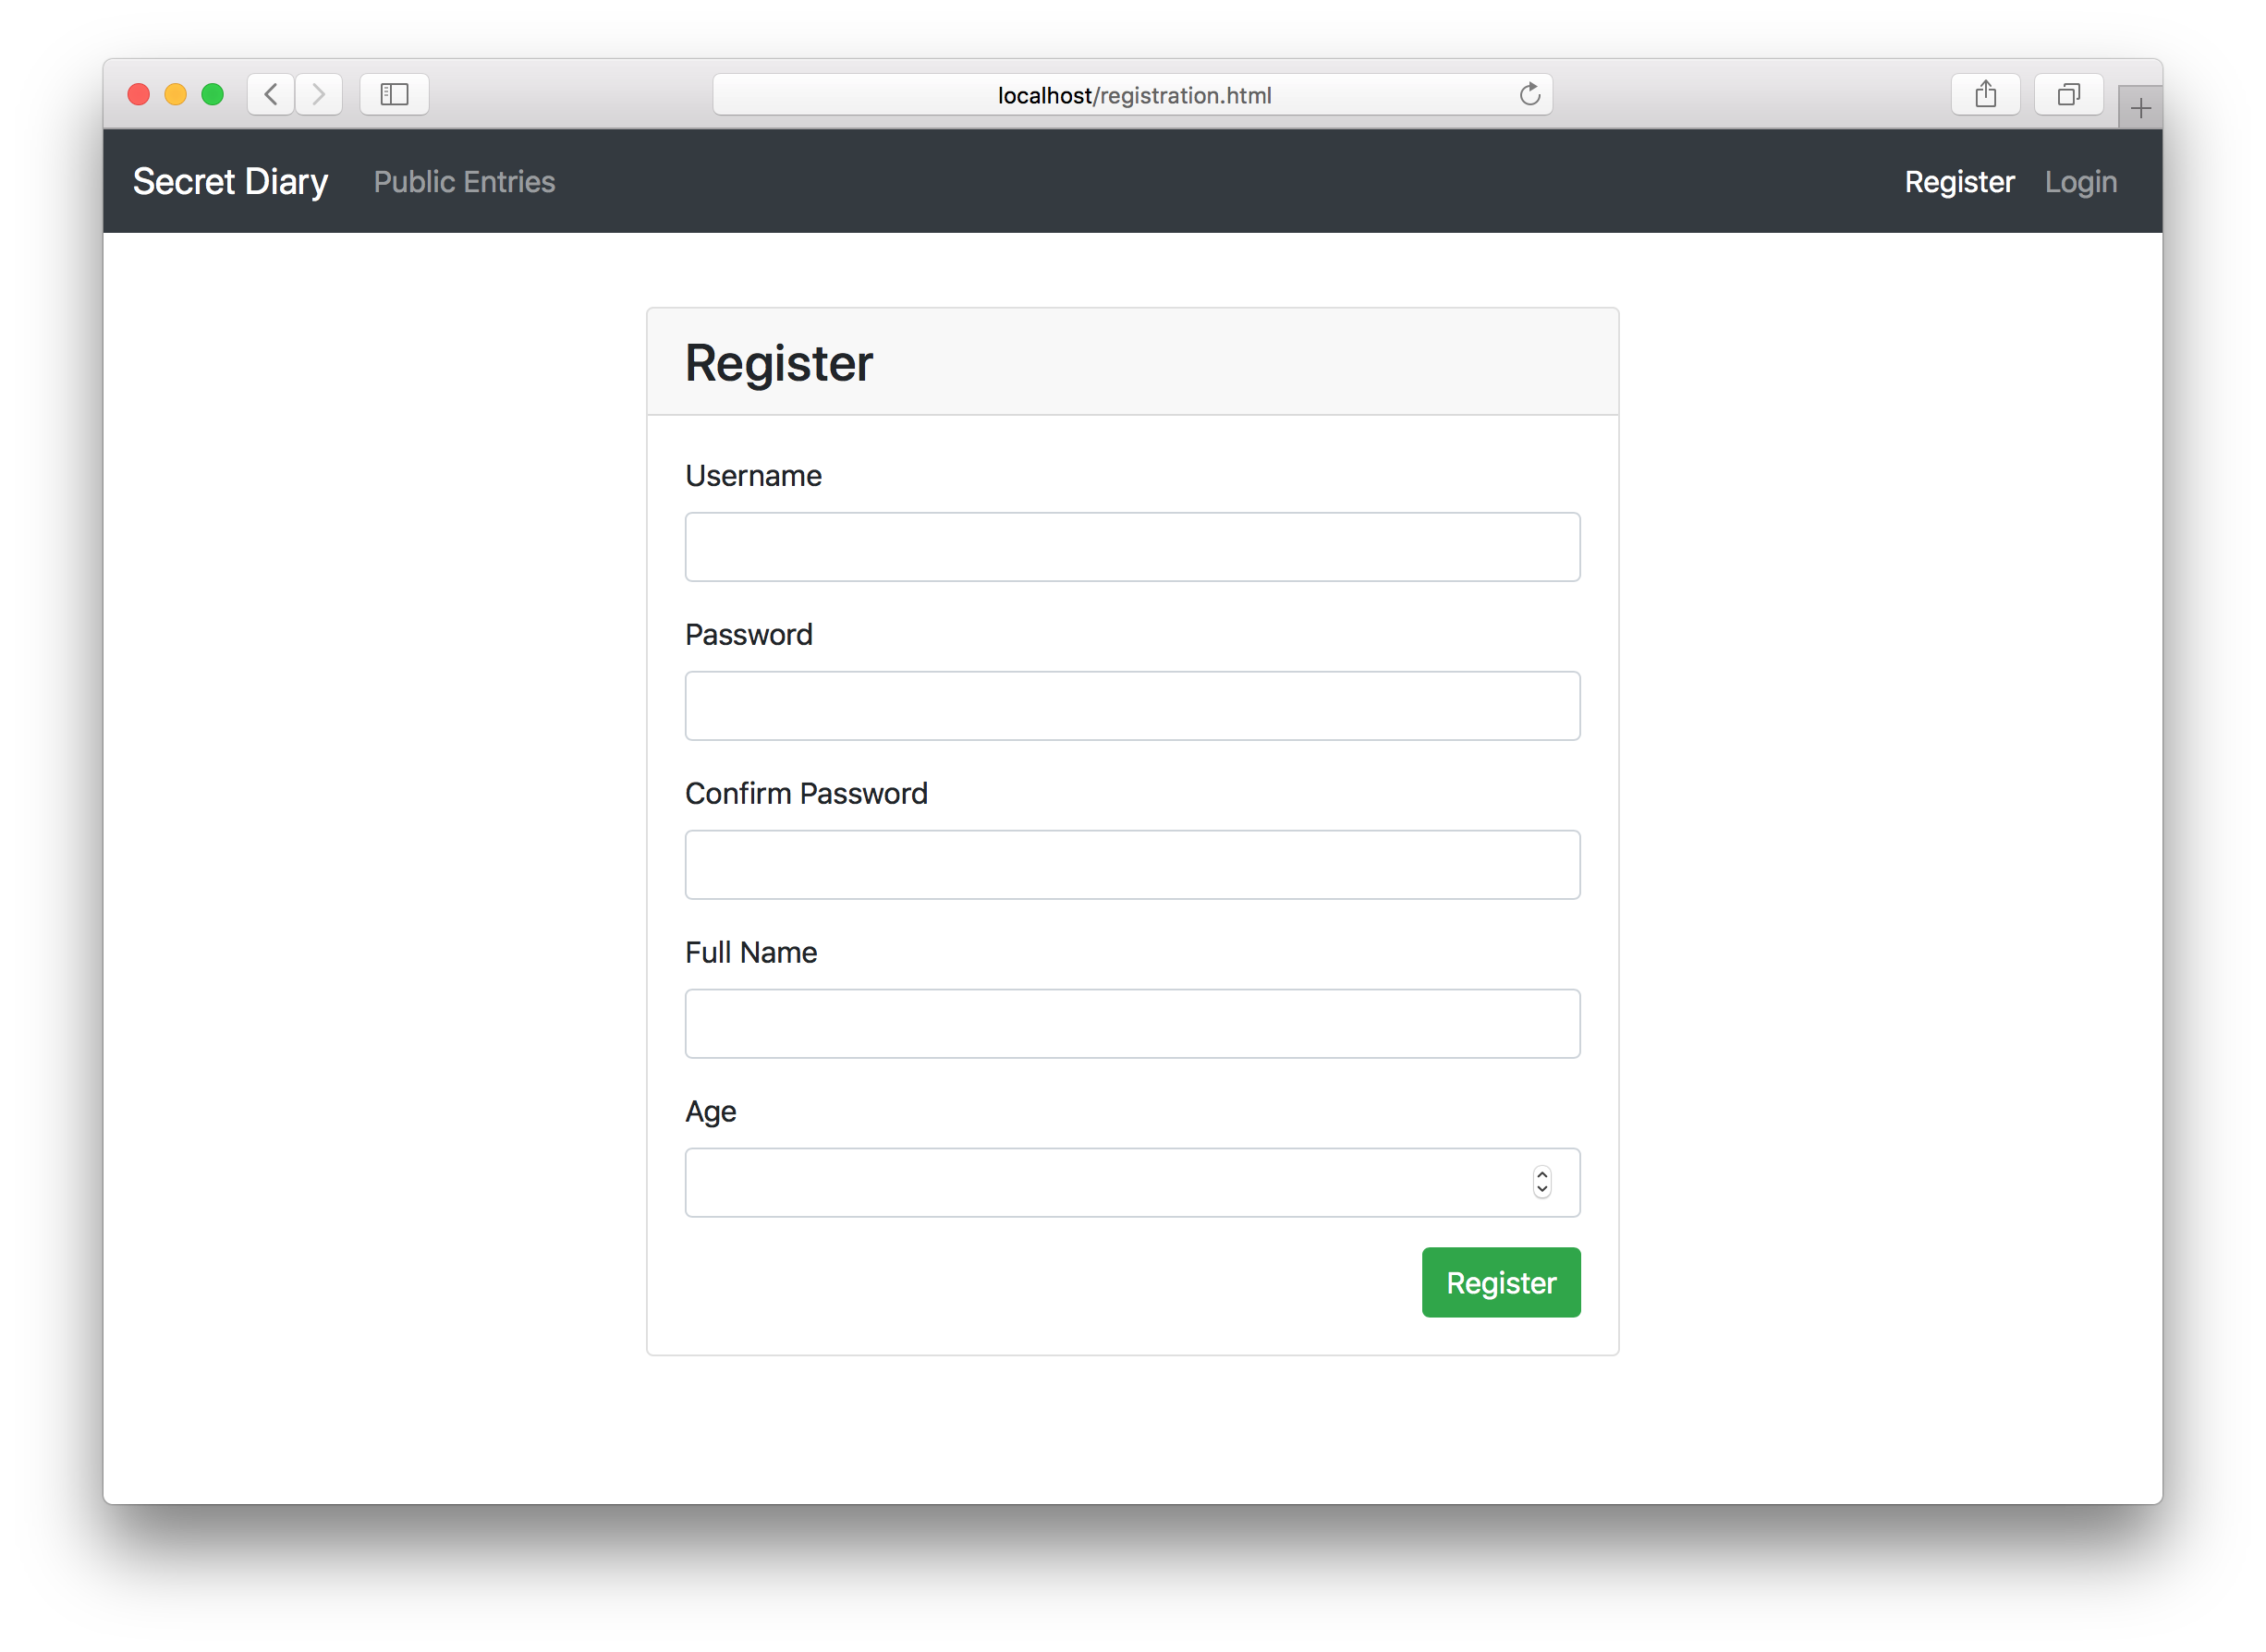 localhost/registration.html
Secret Diary Public Entries Register Login
Register
Username
Password
Confirm Password
Full Name
Age
Register